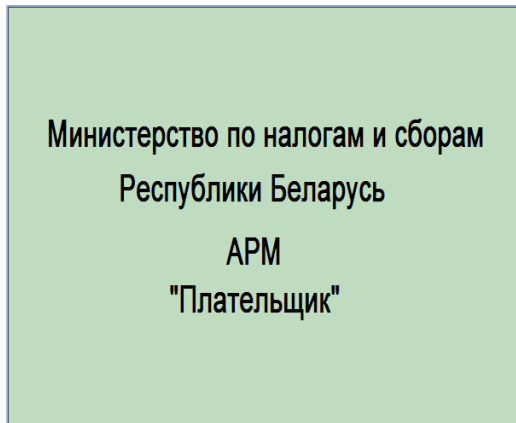 Министерство по налогам и сборам
Республики Беларусь
АРМ
"Плательщик"